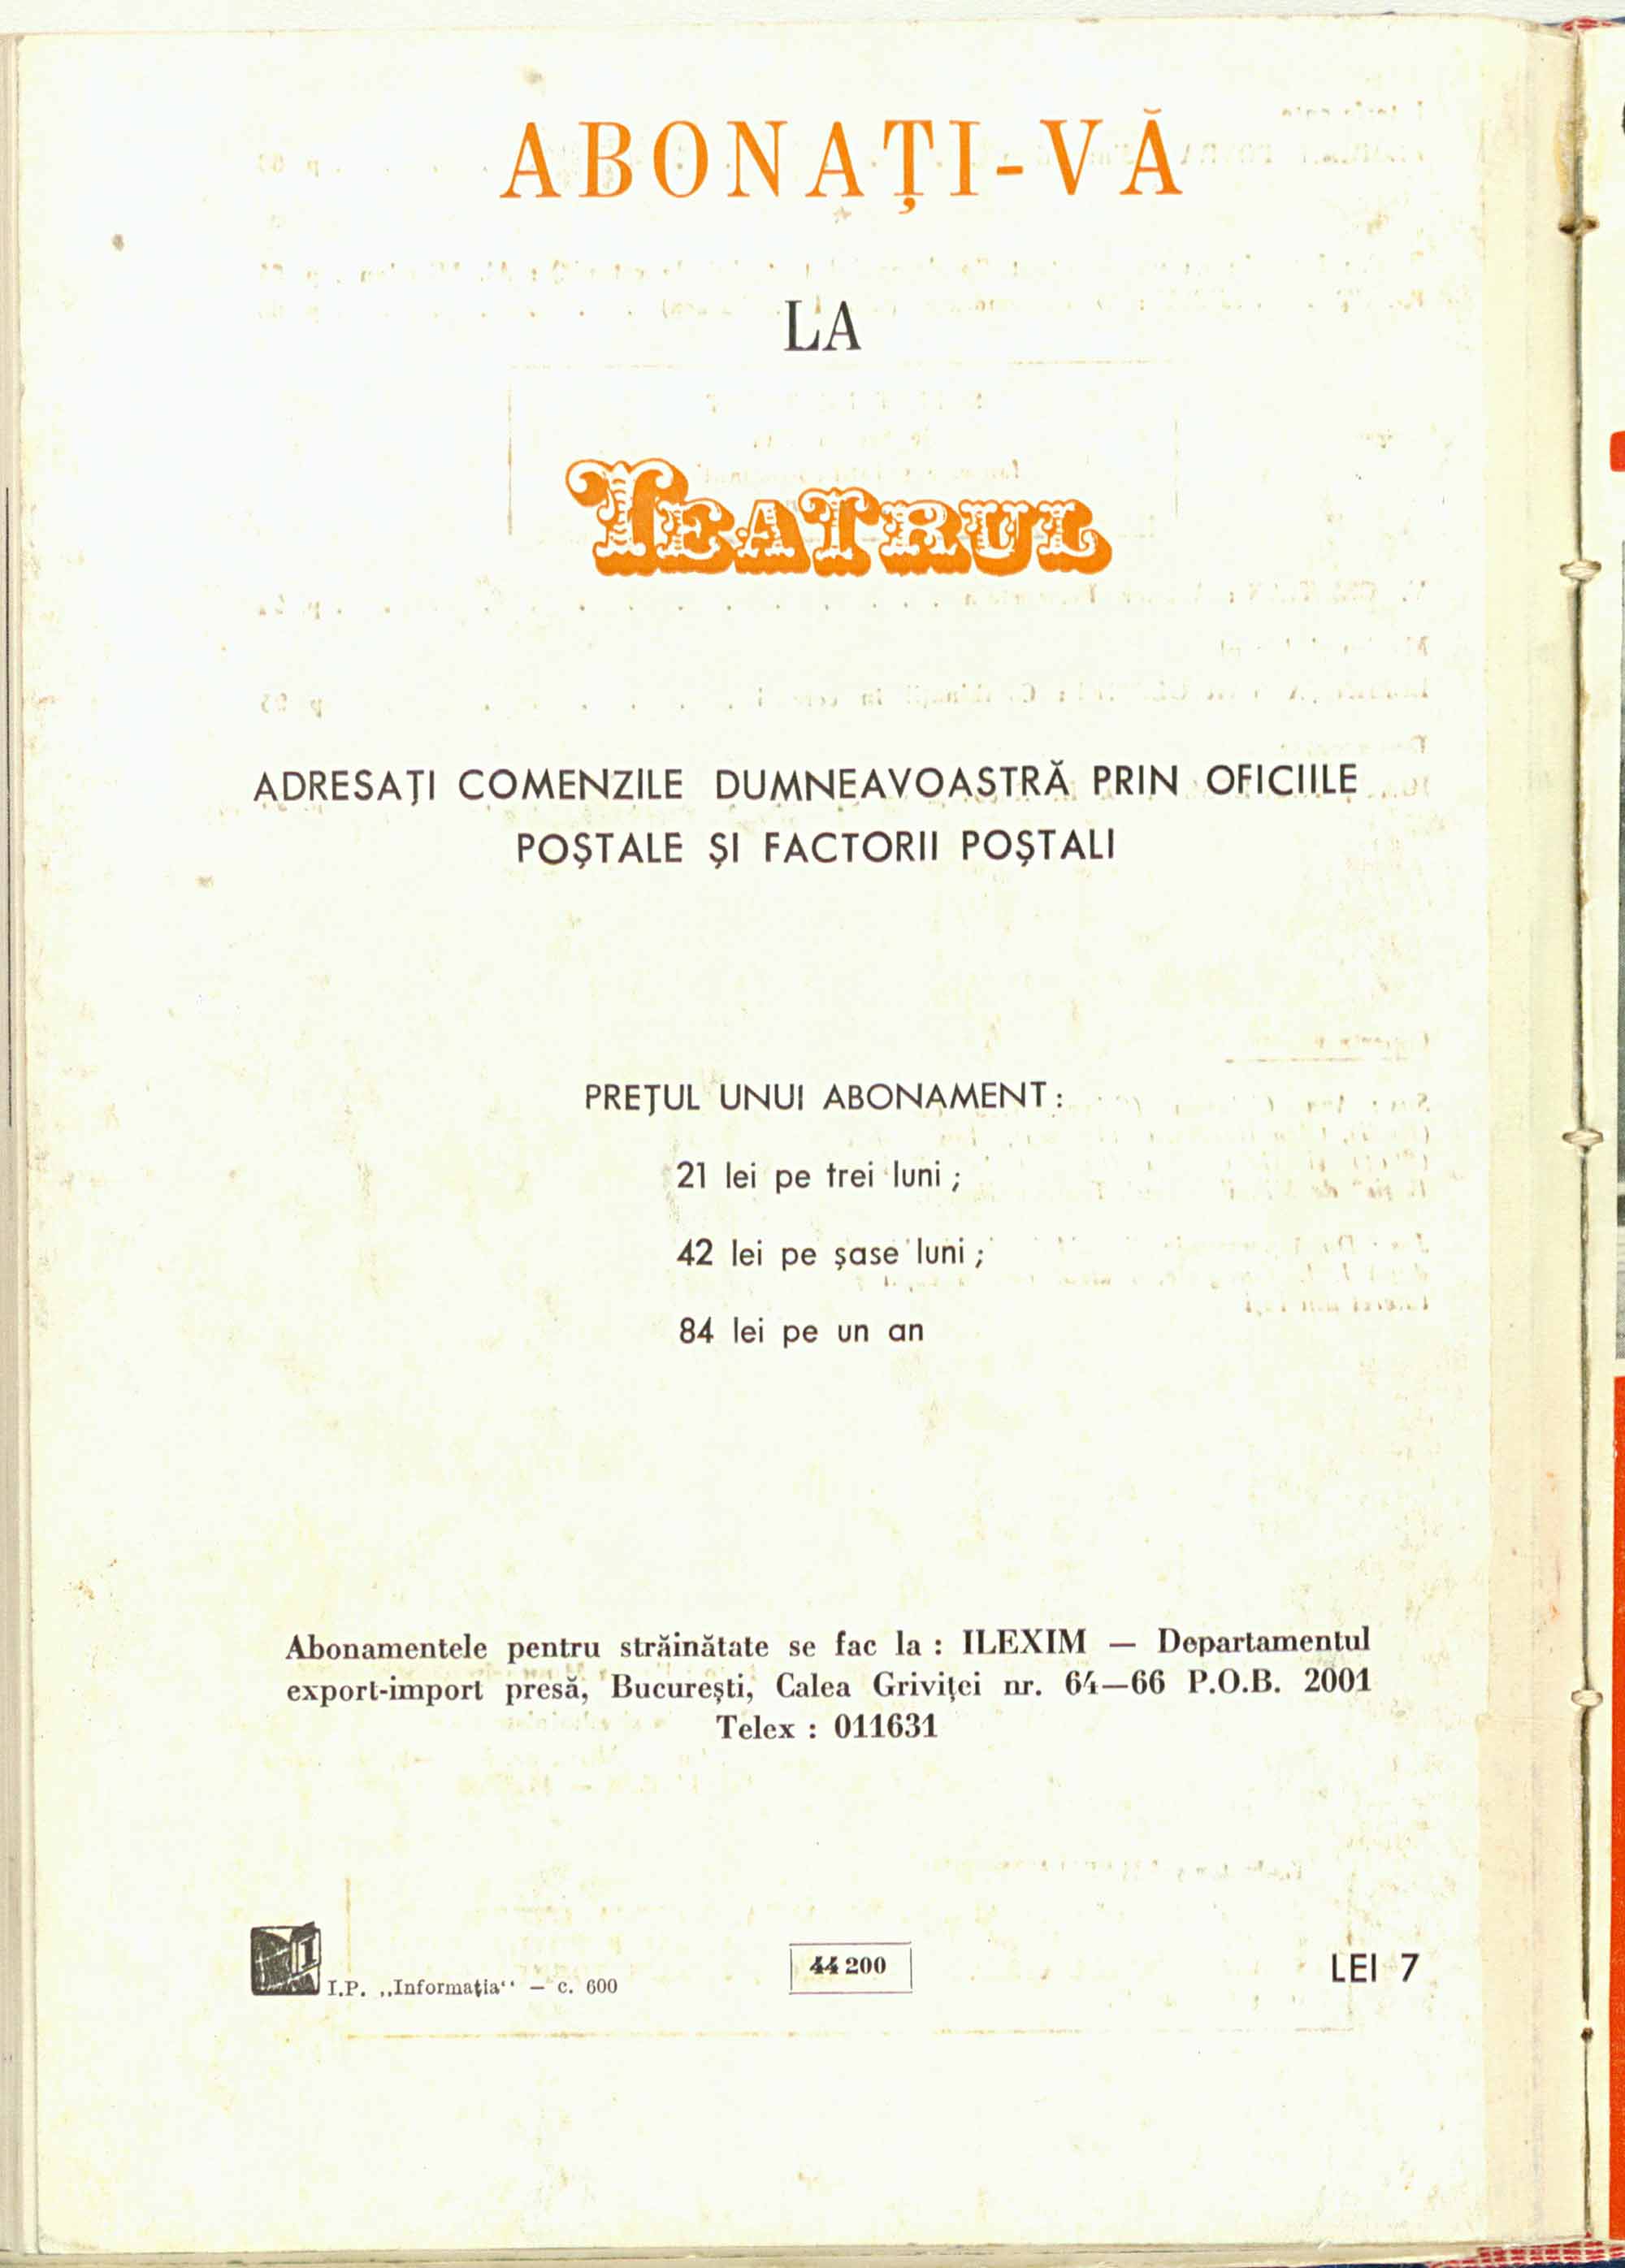 ABONAȚI-VĂ
LA
TEATRUL
ADRESAȚI COMENZILE DUMNEAVOASTRĂ PRIN OFICIILE
POȘTALE ȘI FACTORII POȘTALI
PREȚUL UNUI ABONAMENT :
21 lei pe trei luni ;
42 lei pe șase luni ;
84 lei pe un an
Abonamentele pentru străinătate se fac la : ILEXIM — Departamentul
export-import presă, București, Calea Griviței nr. 64—66 P.O.B. 2001
Telex : 011631
I.P. „Informația“ — c. 600
44 200
LEI 7